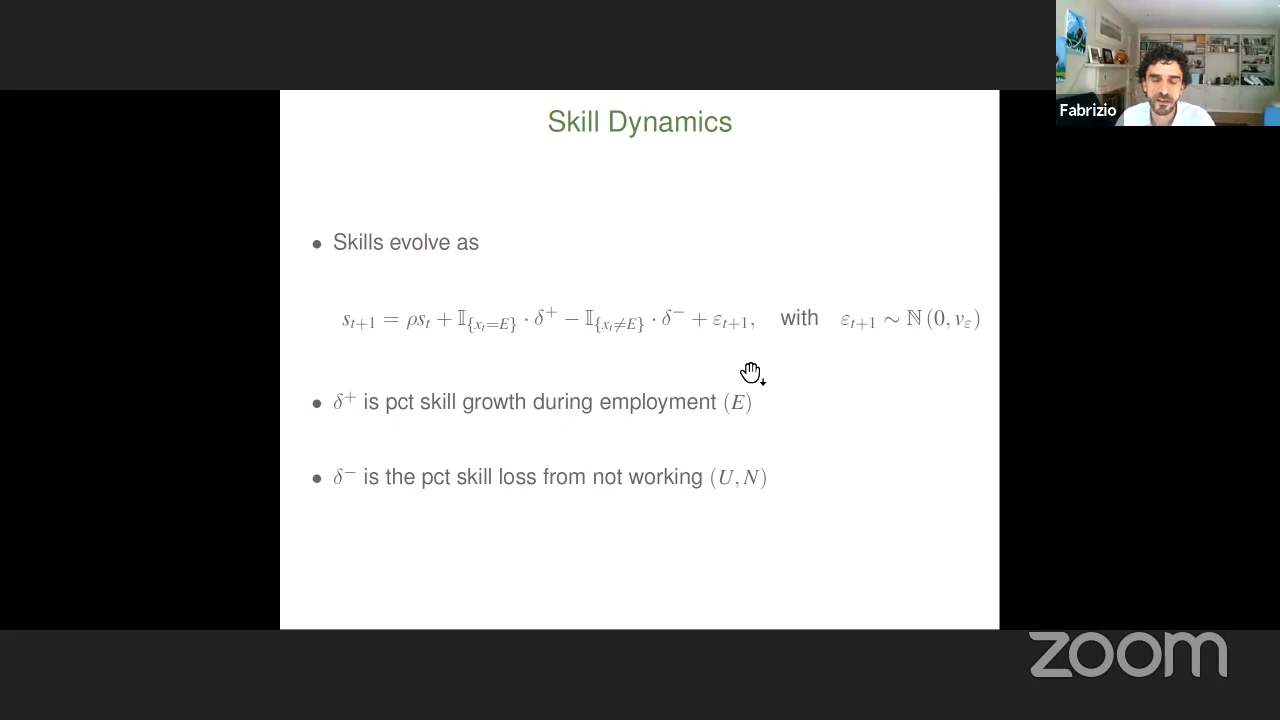 Fabrizio
Skill Dynamics
• Skills evolve as
s_{t+1} = ρs_t + 𝕀_{x_t=E} · δ⁺ − 𝕀_{x_t≠E} · δ⁻ + ε_{t+1}, with ε_{t+1} ∼ ℕ (0, v_ε)
• δ⁺ is pct skill growth during employment (E)
• δ⁻ is the pct skill loss from not working (U, N)
zoom